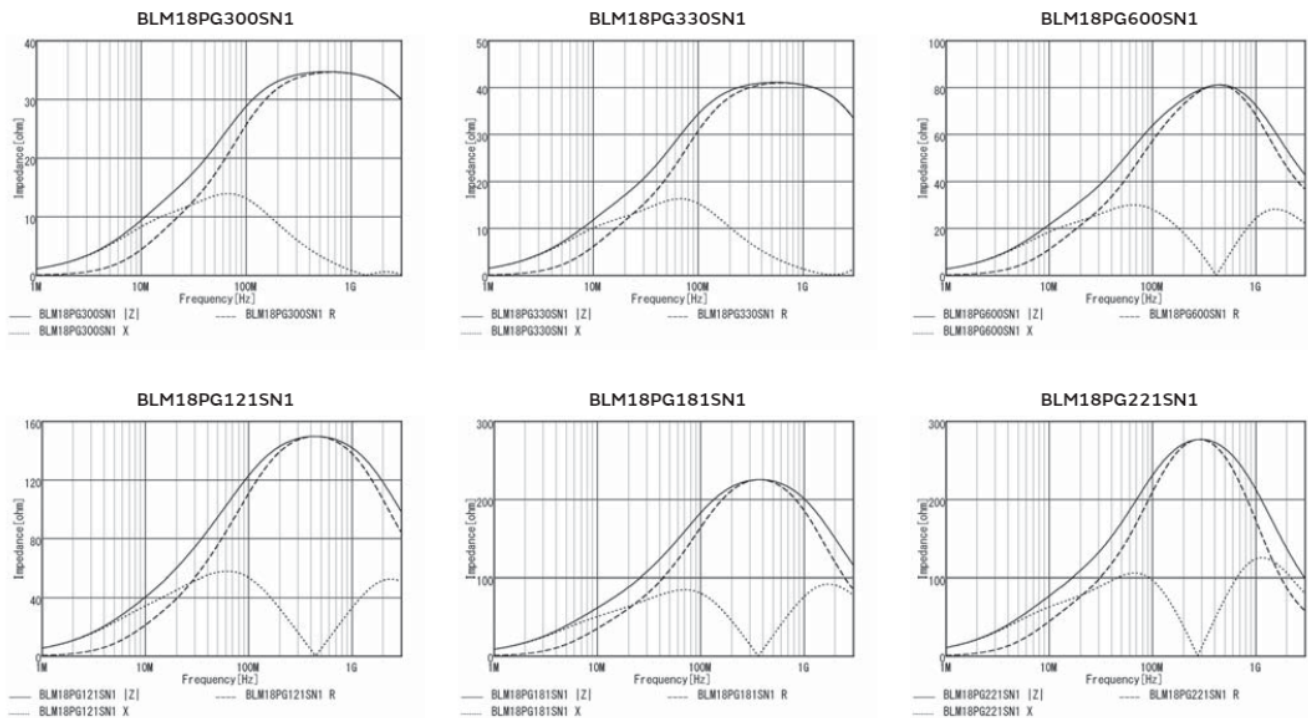 BLM18PG300SN1
40
30
20
10
0
Impedance[ohm]
1M 10M 100M 1G
Frequency[Hz]
BLM18PG300SN1 |Z| BLM18PG300SN1 R
BLM18PG300SN1 X
BLM18PG330SN1
50
40
30
20
10
0
Impedance[ohm]
1M 10M 100M 1G
Frequency[Hz]
BLM18PG330SN1 |Z| BLM18PG330SN1 R
BLM18PG330SN1 X
BLM18PG600SN1
100
80
60
40
20
0
Impedance[ohm]
1M 10M 100M 1G
Frequency[Hz]
BLM18PG600SN1 |Z| BLM18PG600SN1 R
BLM18PG600SN1 X
BLM18PG121SN1
160
120
80
40
0
Impedance[ohm]
1M 10M 100M 1G
Frequency[Hz]
BLM18PG121SN1 |Z| BLM18PG121SN1 R
BLM18PG121SN1 X
BLM18PG181SN1
300
200
100
0
Impedance[ohm]
1M 10M 100M 1G
Frequency[Hz]
BLM18PG181SN1 |Z| BLM18PG181SN1 R
BLM18PG181SN1 X
BLM18PG221SN1
300
200
100
0
Impedance[ohm]
1M 10M 100M 1G
Frequency[Hz]
BLM18PG221SN1 |Z| BLM18PG221SN1 R
BLM18PG221SN1 X